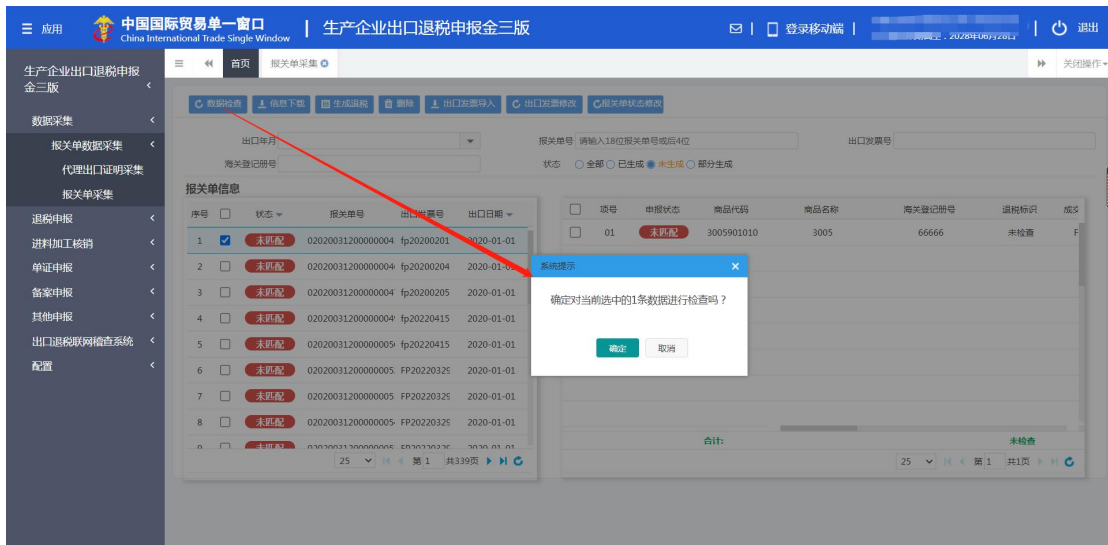 应用
中国国际贸易单一窗口
China International Trade Single Window
生产企业出口退税申报金三版
登录移动端
退出
生产企业出口退税申报金三版
首页
报关单采集
关闭操作
数据采集
报关单数据采集
代理出口证明采集
报关单采集
退税申报
进料加工核销
单证申报
备案申报
其他申报
出口退税联网稽查系统
配置
数据检查 信息下载 生成退税 删除 出口发票导入 出口发票修改 报关单状态修改
出口年月
报关单号 请输入18位报关单号或后4位
出口发票号
海关登记册号
状态 全部 已生成 未生成 部分生成
报关单信息
序号 状态 报关单号 出口发票号 出口日期
1 未匹配 02020031200000004 fp20200201 2020-01-01
2 未匹配 02020031200000004 fp20200204 2020-01-01
3 未匹配 02020031200000004 fp20200205 2020-01-01
4 未匹配 02020031200000004 fp20220415 2020-01-01
5 未匹配 02020031200000005 fp20220415 2020-01-01
6 未匹配 02020031200000005 FP20220329 2020-01-01
7 未匹配 02020031200000005 FP20220329 2020-01-01
8 未匹配 02020031200000005 FP20220329 2020-01-01
25 第 1 共339页
项号 申报状态 商品代码 商品名称 海关登记册号 退税标识 成交
01 未匹配 3005901010 3005 66666 未检查 F
合计: 未检查
25 第 1 共1页
系统提示
确定对当前选中的1条数据进行检查吗？
确定 取消